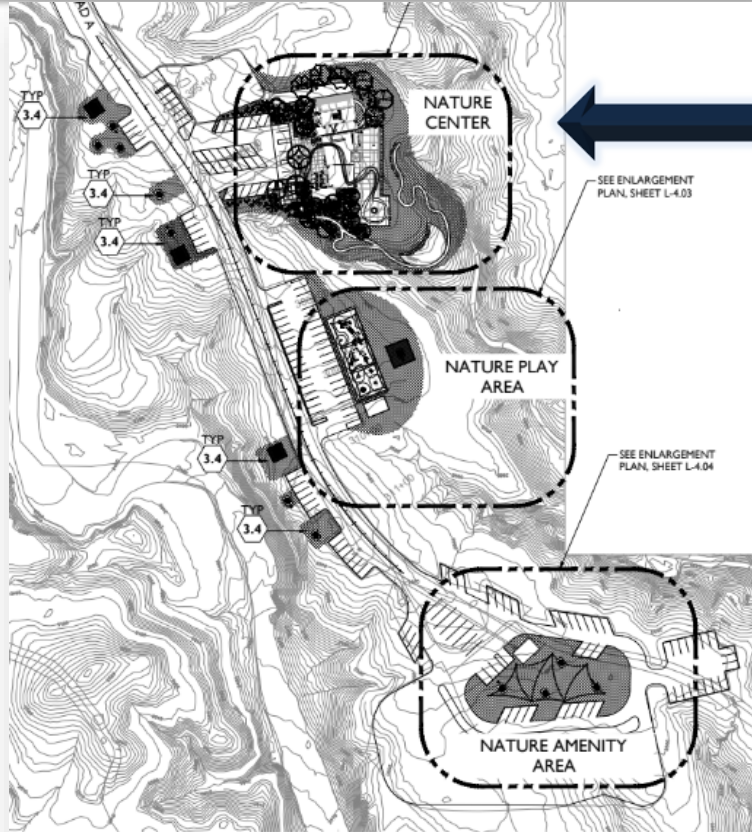 AD A
TYP
3.4
NATURE
CENTER
SEE ENLARGEMENT
PLAN, SHEET L-4.03
TYP
3.4
TYP
3.4
NATURE PLAY
AREA
TYP
3.4
SEE ENLARGEMENT
PLAN, SHEET L-4.04
TYP
3.4
NATURE AMENITY
AREA